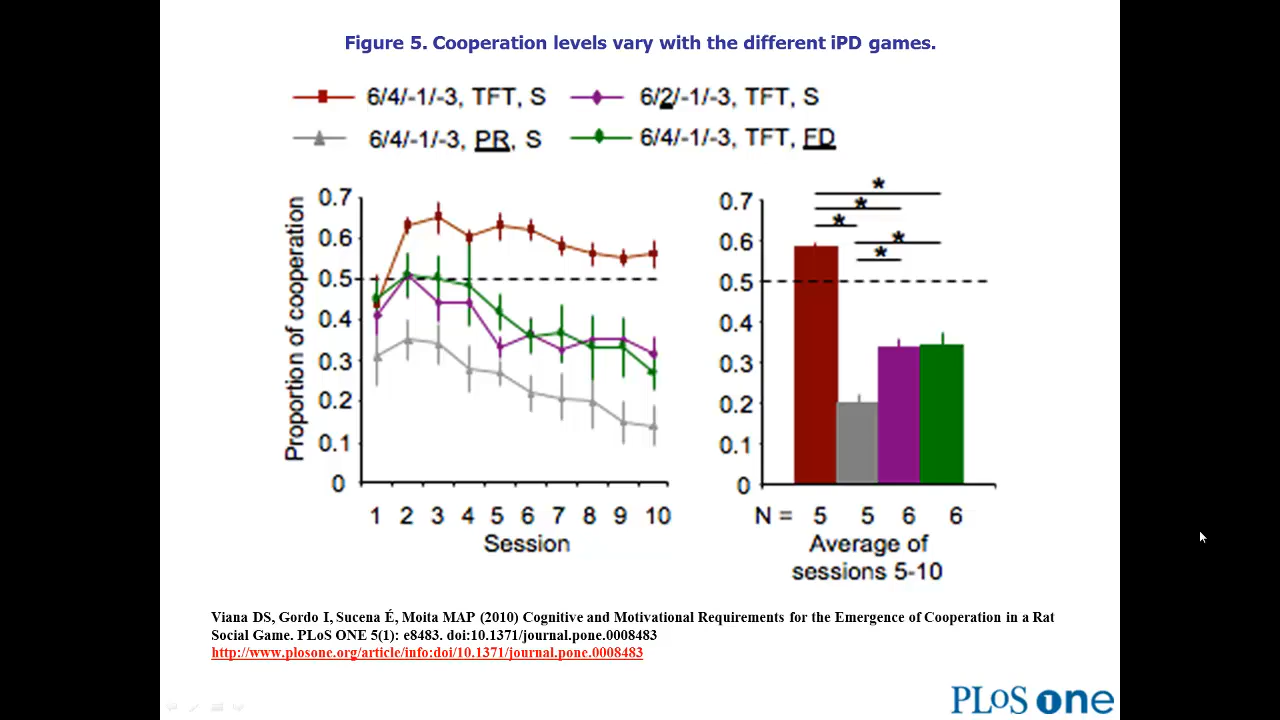 Figure 5. Cooperation levels vary with the different iPD games.
6/4/-1/-3, TFT, S
6/2/-1/-3, TFT, S
6/4/-1/-3, PR, S
6/4/-1/-3, TFT, FD
Proportion of cooperation
0.7
0.6
0.5
0.4
0.3
0.2
0.1
0
1 2 3 4 5 6 7 8 9 10
Session
* * * * *
0.7
0.6
0.5
0.4
0.3
0.2
0.1
0
N = 5 5 6 6
Average of
sessions 5-10
Viana DS, Gordo I, Sucena É, Moita MAP (2010) Cognitive and Motivational Requirements for the Emergence of Cooperation in a Rat
Social Game. PLoS ONE 5(1): e8483. doi:10.1371/journal.pone.0008483
http://www.plosone.org/article/info:doi/10.1371/journal.pone.0008483
PLoS one